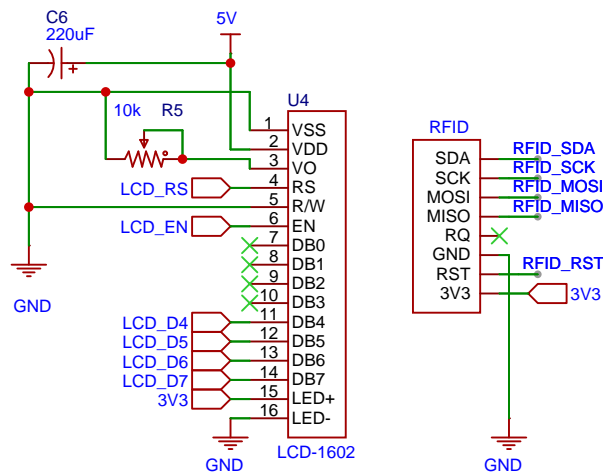 C6
220uF
5V
10k
R5
U4
1 VSS
2 VDD
3 VO
LCD_RS 4 RS
5 R/W
LCD_EN 6 EN
7 DB0
8 DB1
9 DB2
10 DB3
LCD_D4 11 DB4
LCD_D5 12 DB5
LCD_D6 13 DB6
LCD_D7 14 DB7
3V3 15 LED+
16 LED-
GND
GND
LCD-1602
RFID
SDA RFID_SDA
SCK RFID_SCK
MOSI RFID_MOSI
MISO RFID_MISO
RQ
GND
RST RFID_RST
3V3 3V3
GND